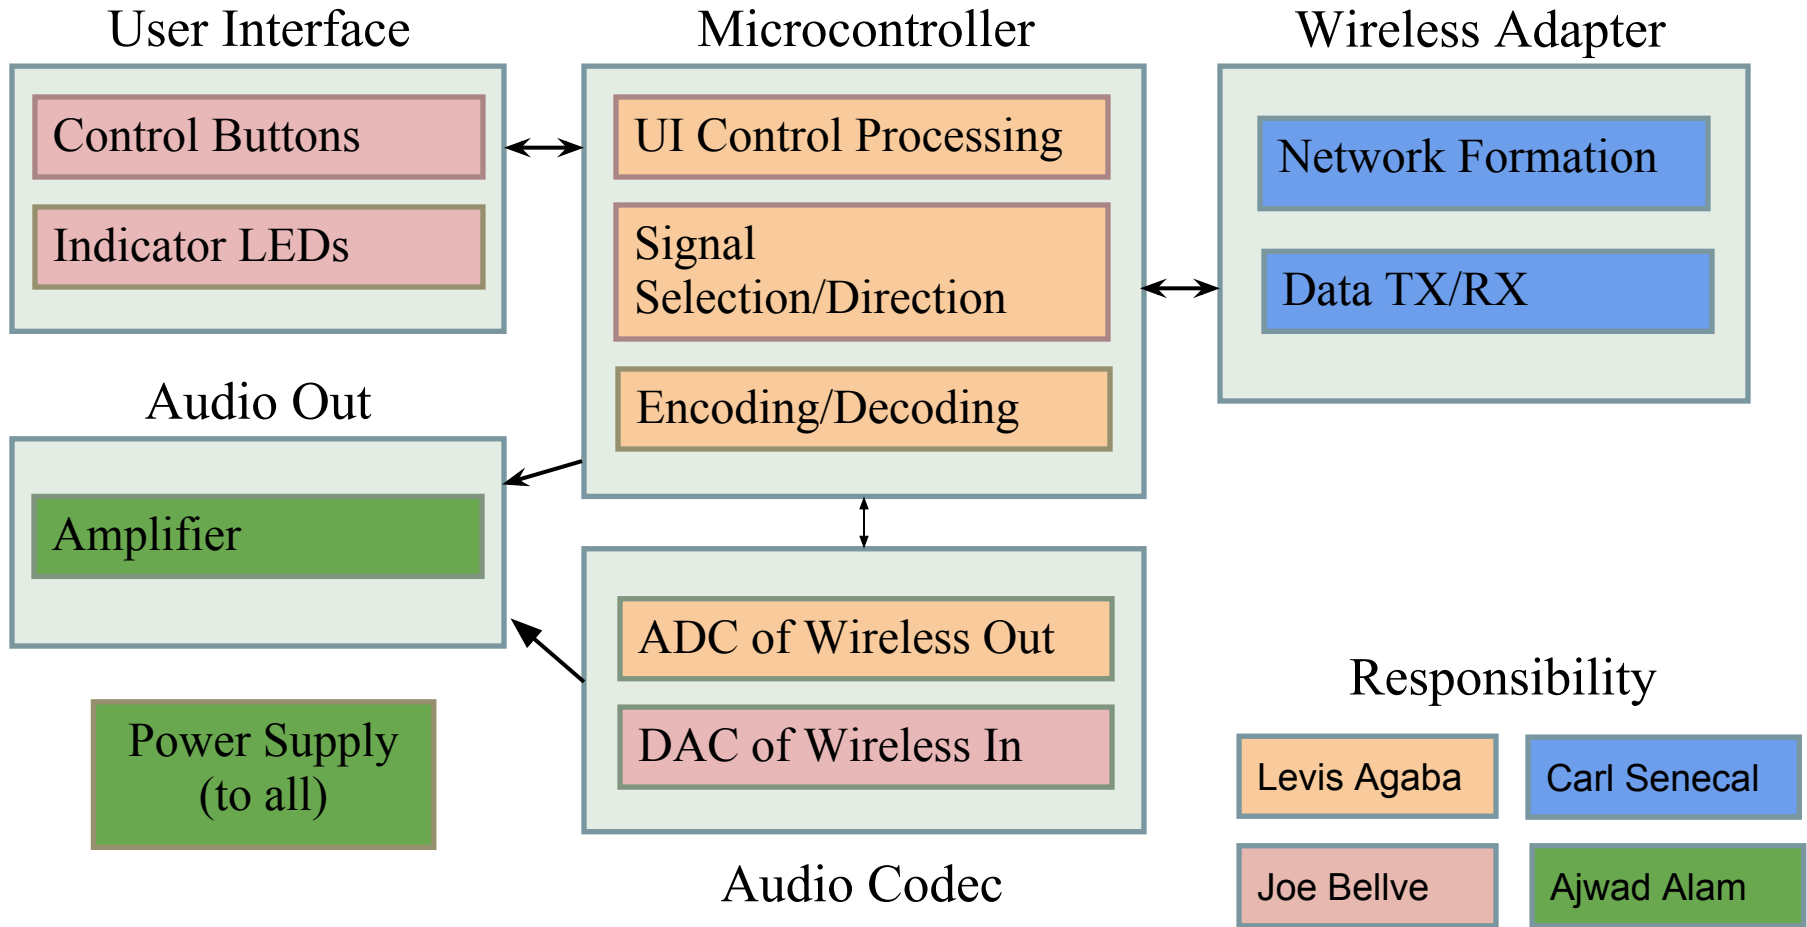 User Interface
Control Buttons
Indicator LEDs
Microcontroller
UI Control Processing
Signal
Selection/Direction
Encoding/Decoding
Wireless Adapter
Network Formation
Data TX/RX
Audio Out
Amplifier
Power Supply
(to all)
ADC of Wireless Out
DAC of Wireless In
Audio Codec
Responsibility
Levis Agaba
Carl Senecal
Joe Bellve
Ajwad Alam